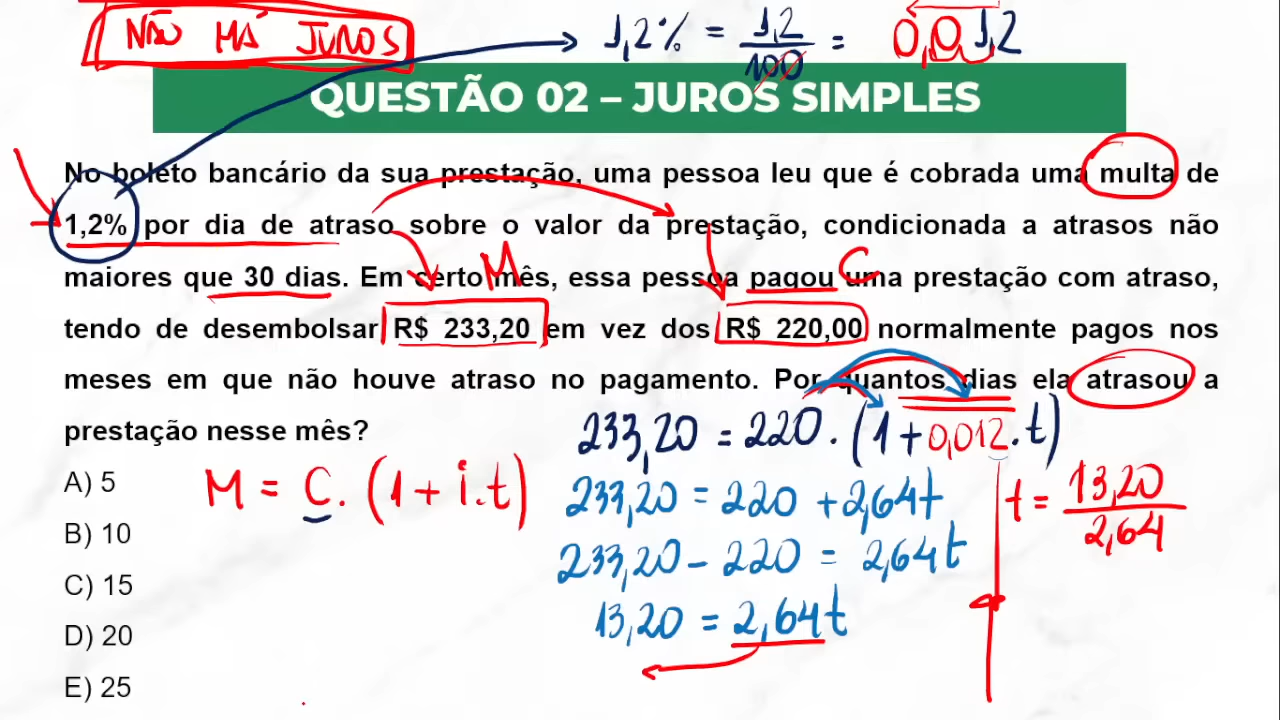 NÃO HÁ JUROS
1,2% = 1,2/100 = 0,01,2
QUESTÃO 02 – JUROS SIMPLES
No boleto bancário da sua prestação, uma pessoa leu que é cobrada uma multa de
1,2% por dia de atraso sobre o valor da prestação, condicionada a atrasos não
maiores que 30 dias. Em certo mês, essa pessoa pagou uma prestação com atraso,
M
C
tendo de desembolsar R$ 233,20 em vez dos R$ 220,00 normalmente pagos nos
meses em que não houve atraso no pagamento. Por quantos dias ela atrasou a
prestação nesse mês?
A) 5
B) 10
C) 15
D) 20
E) 25
M = C. (1 + i.t)
233,20 = 220 . (1 + 0,012 . t)
233,20 = 220 + 2,64t
233,20 - 220 = 2,64t
13,20 = 2,64t
t = 13,20/2,64